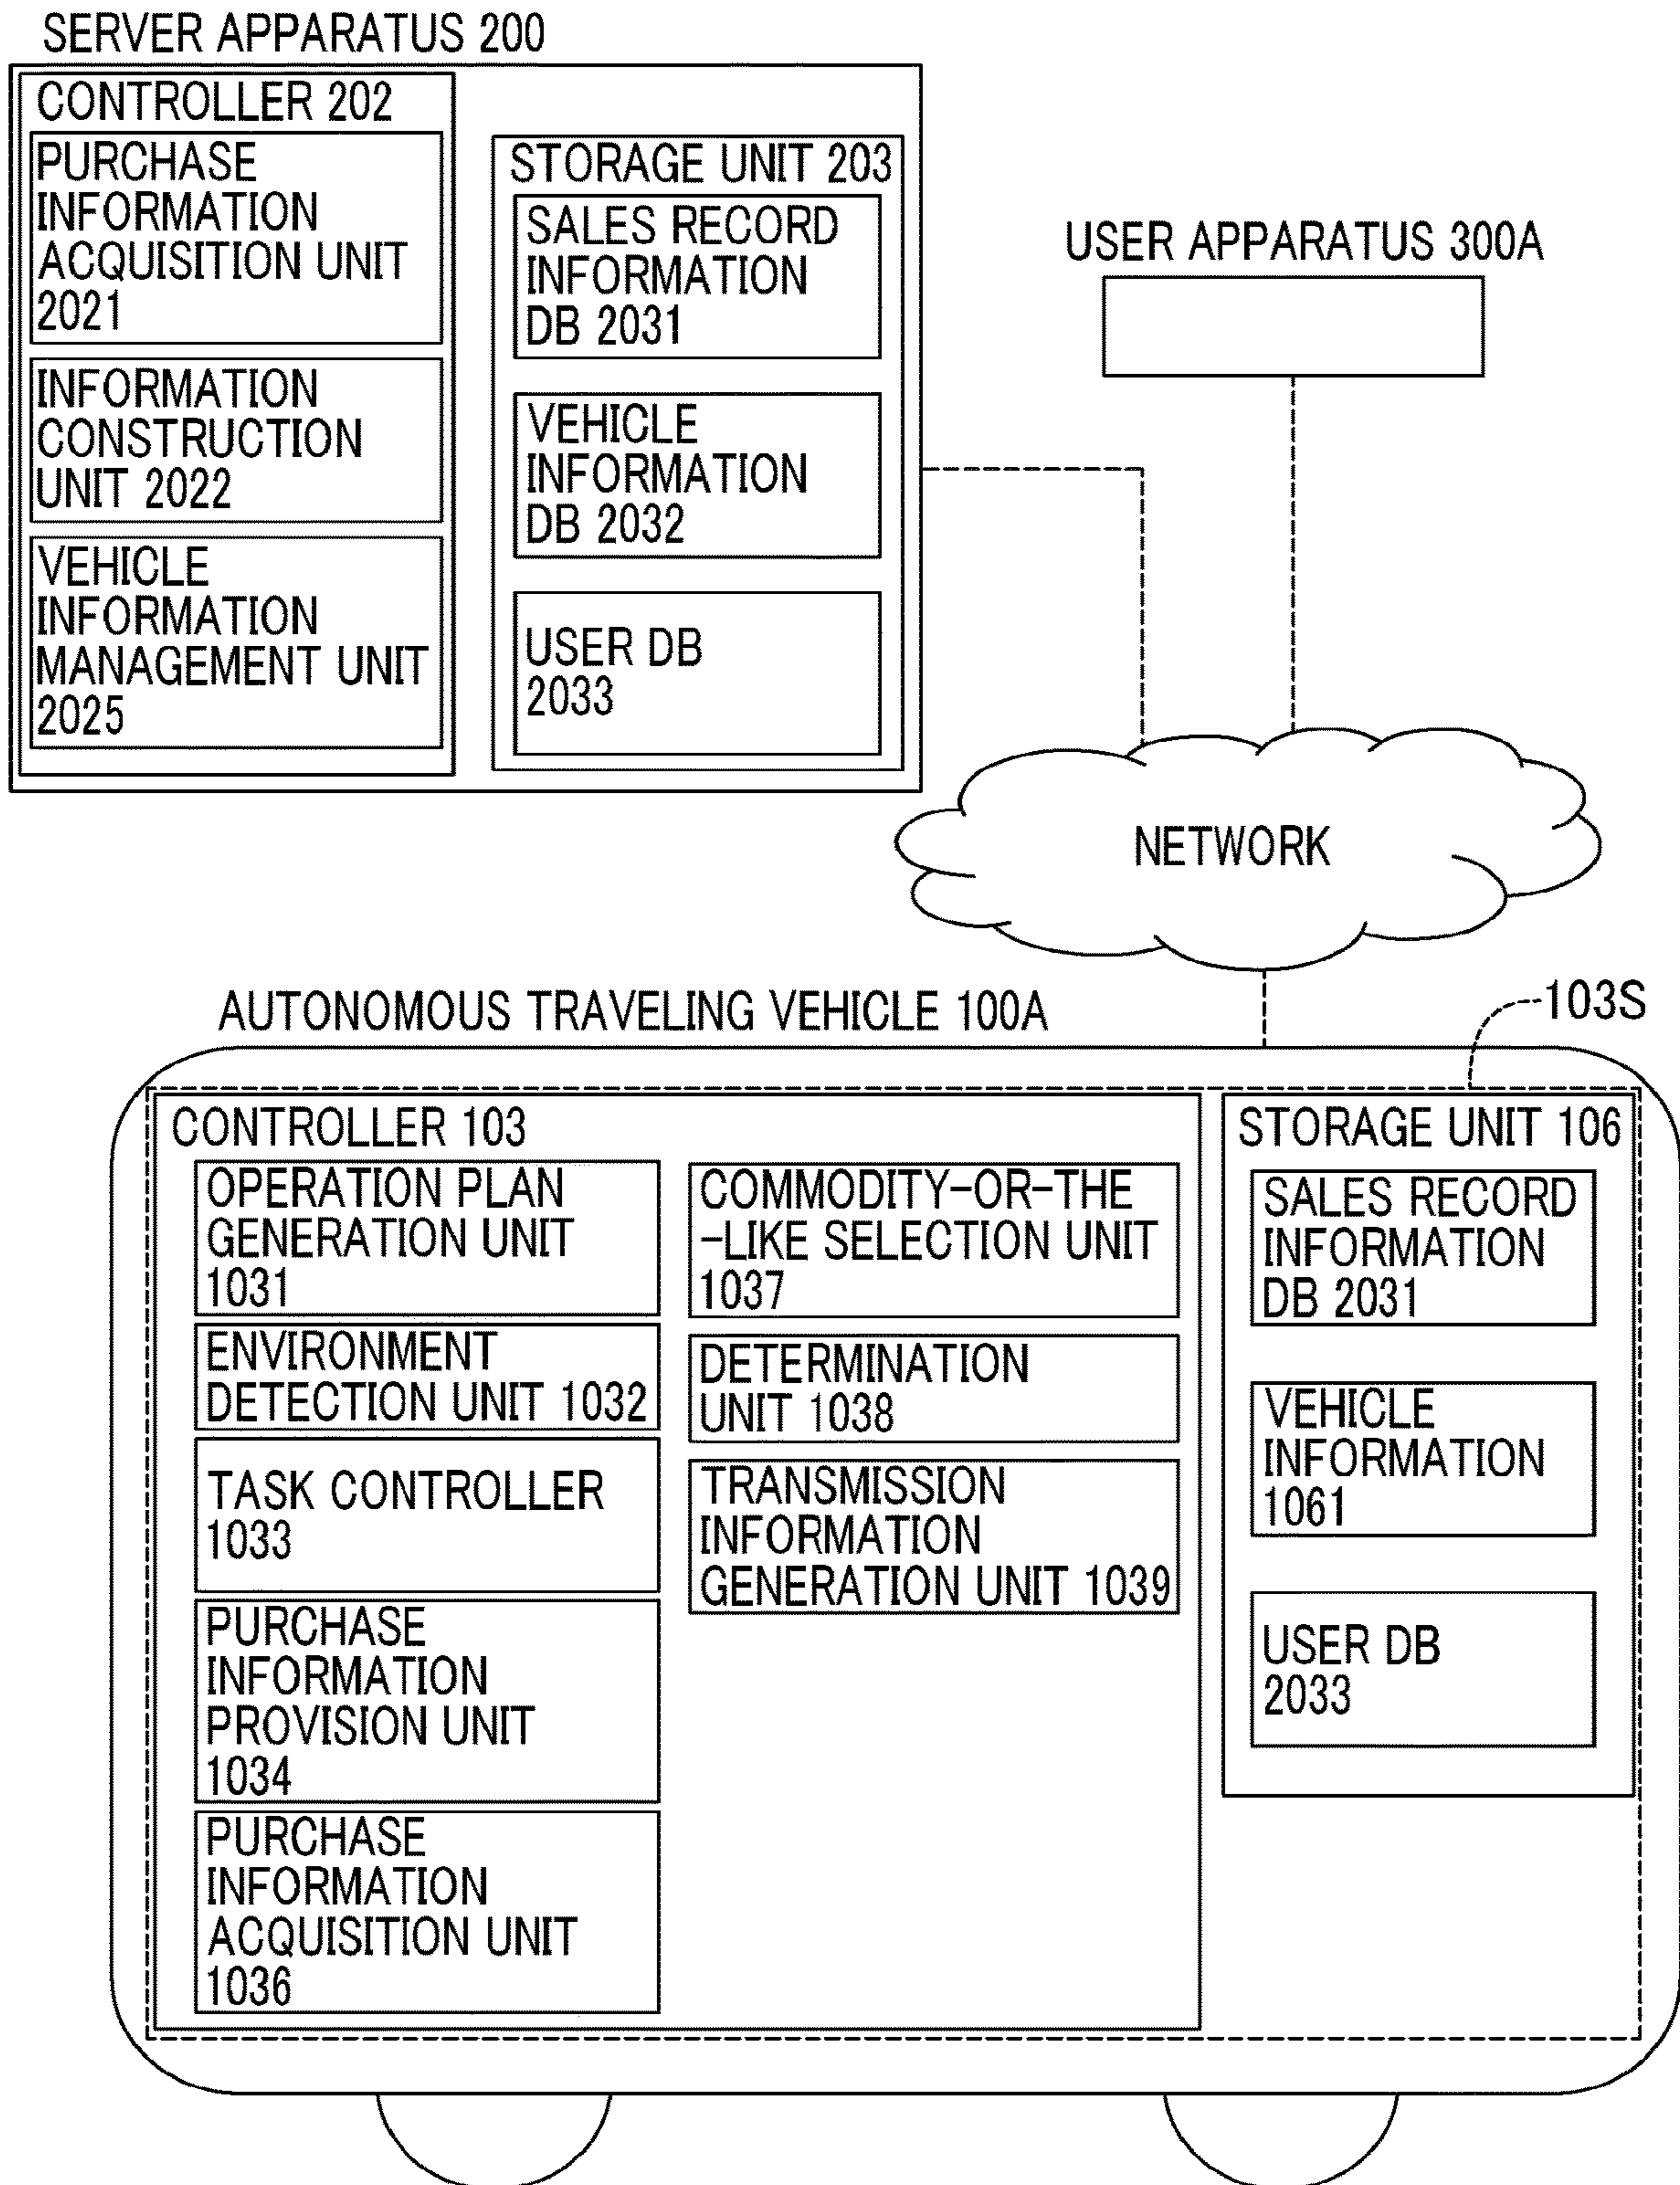 SERVER APPARATUS 200
CONTROLLER 202
PURCHASE
INFORMATION
ACQUISITION UNIT
2021
INFORMATION
CONSTRUCTION
UNIT 2022
VEHICLE
INFORMATION
MANAGEMENT UNIT
2025
STORAGE UNIT 203
SALES RECORD
INFORMATION
DB 2031
VEHICLE
INFORMATION
DB 2032
USER DB
2033
USER APPARATUS 300A
NETWORK
AUTONOMOUS TRAVELING VEHICLE 100A
103S
CONTROLLER 103
OPERATION PLAN
GENERATION UNIT
1031
ENVIRONMENT
DETECTION UNIT 1032
TASK CONTROLLER
1033
PURCHASE
INFORMATION
PROVISION UNIT
1034
PURCHASE
INFORMATION
ACQUISITION UNIT
1036
COMMODITY-OR-THE
-LIKE SELECTION UNIT
1037
DETERMINATION
UNIT 1038
TRANSMISSION
INFORMATION
GENERATION UNIT 1039
STORAGE UNIT 106
SALES RECORD
INFORMATION
DB 2031
VEHICLE
INFORMATION
1061
USER DB
2033